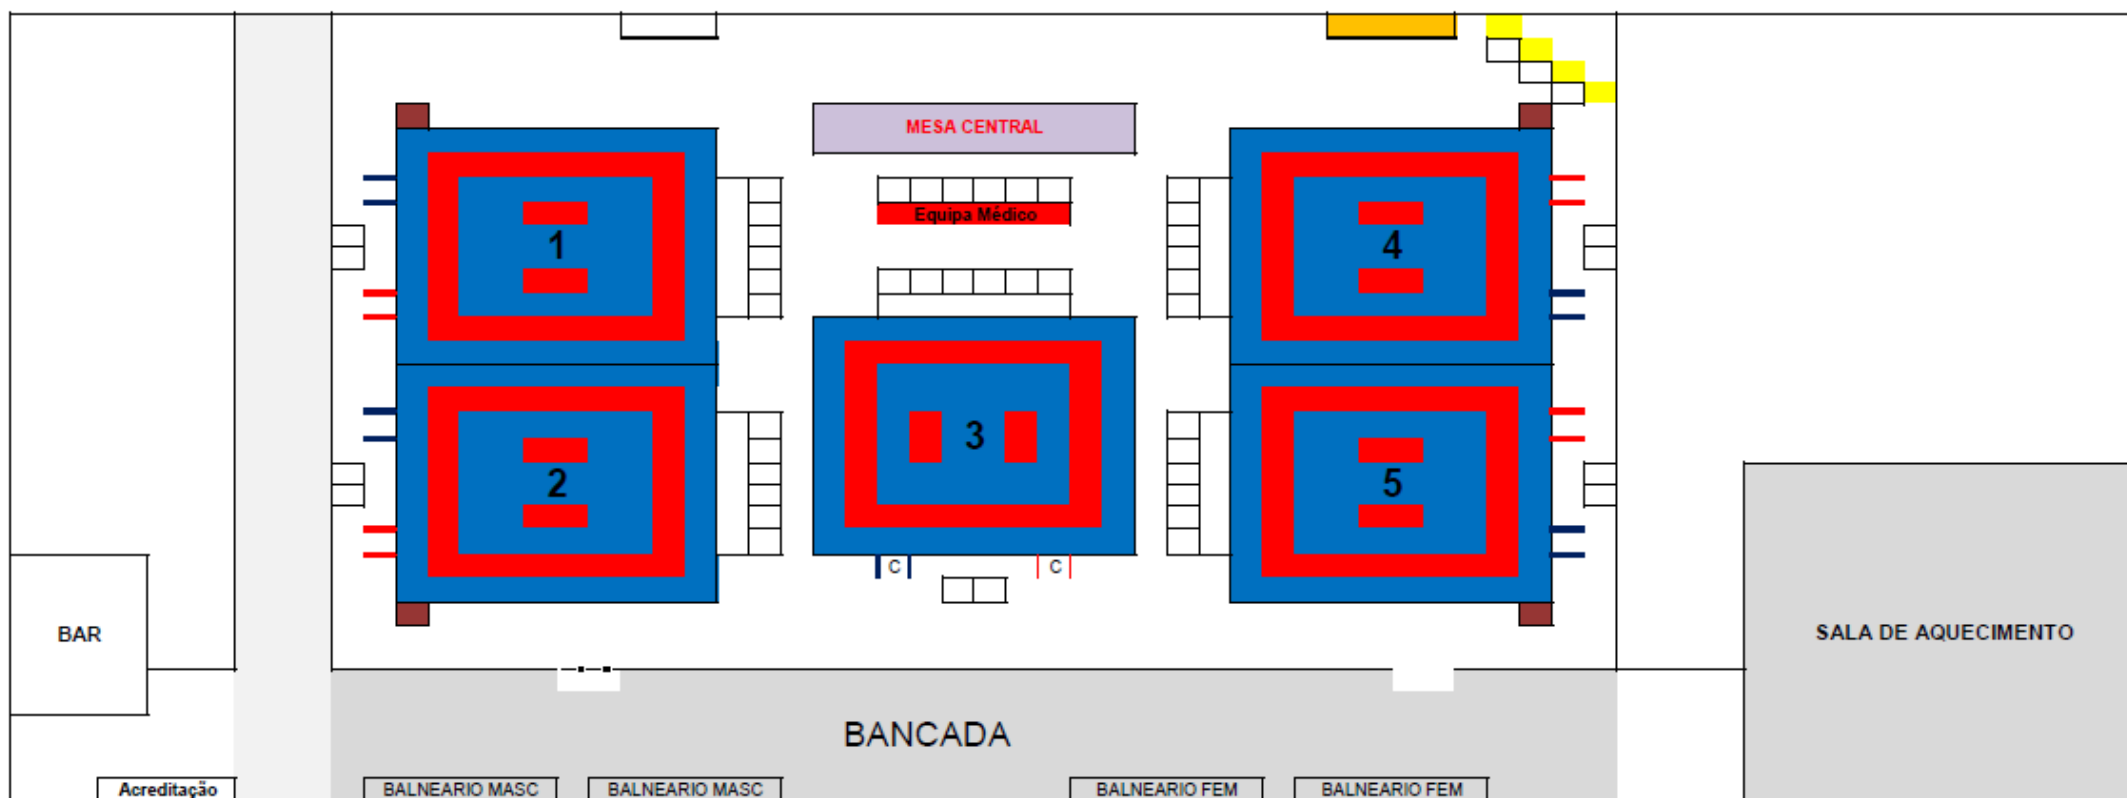 MESA CENTRAL
Equipa Médico
1
4
3
2
5
C
C
BAR
SALA DE AQUECIMENTO
BANCADA
Acreditação
BALNEARIO MASC
BALNEARIO MASC
BALNEARIO FEM
BALNEARIO FEM